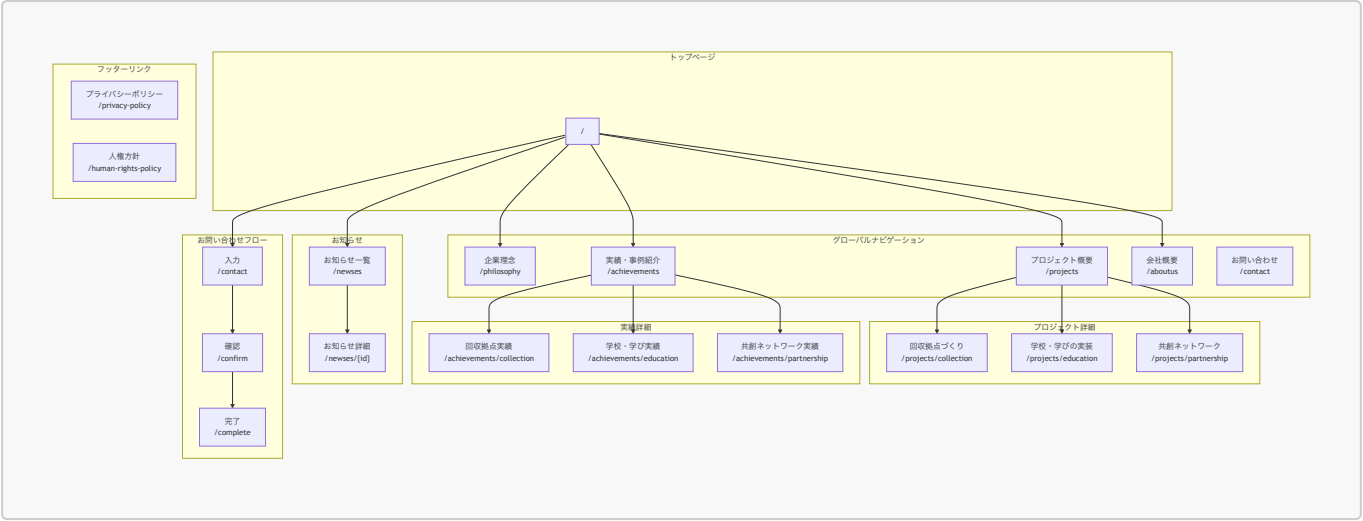 フッターリンク
プライバシーポリシー
/privacy-policy
人権方針
/human-rights-policy
トップページ
/
お問い合わせフロー
入力
/contact
確認
/confirm
完了
/complete
お知らせ
お知らせ一覧
/newses
お知らせ詳細
/newses/[id]
グローバルナビゲーション
企業理念
/philosophy
実績・事例紹介
/achievements
プロジェクト概要
/projects
会社概要
/aboutus
お問い合わせ
/contact
実績詳細
回収拠点実績
/achievements/collection
学校・学び実績
/achievements/education
共創ネットワーク実績
/achievements/partnership
プロジェクト詳細
回収拠点づくり
/projects/collection
学校・学びの実装
/projects/education
共創ネットワーク
/projects/partnership